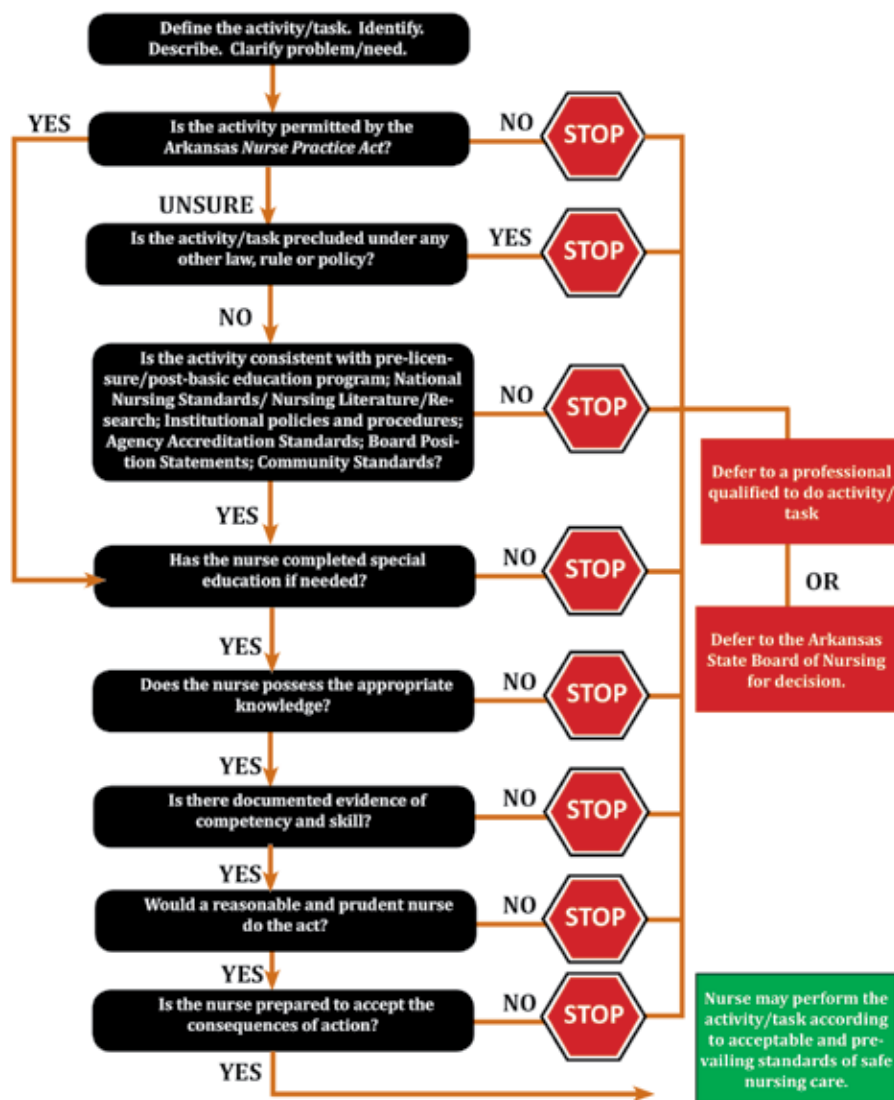 Define the activity/task. Identify.
Describe. Clarify problem/need.
YES
Is the activity permitted by the
Arkansas Nurse Practice Act?
NO
STOP
UNSURE
Is the activity/task precluded under any
other law, rule or policy?
YES
STOP
NO
Is the activity consistent with pre-licen-
sure/post-basic education program; National
Nursing Standards/ Nursing Literature/Re-
search; Institutional policies and procedures;
Agency Accreditation Standards; Board Posi-
tion Statements; Community Standards?
NO
STOP
Defer to a professional
qualified to do activity/
task
OR
Defer to the Arkansas
State Board of Nursing
for decision.
YES
Has the nurse completed special
education if needed?
NO
STOP
YES
Does the nurse possess the appropriate
knowledge?
NO
STOP
YES
Is there documented evidence of
competency and skill?
NO
STOP
YES
Would a reasonable and prudent nurse
do the act?
NO
STOP
YES
Is the nurse prepared to accept the
consequences of action?
NO
STOP
YES
Nurse may perform the
activity/task according
to acceptable and pre-
vailing standards of safe
nursing care.